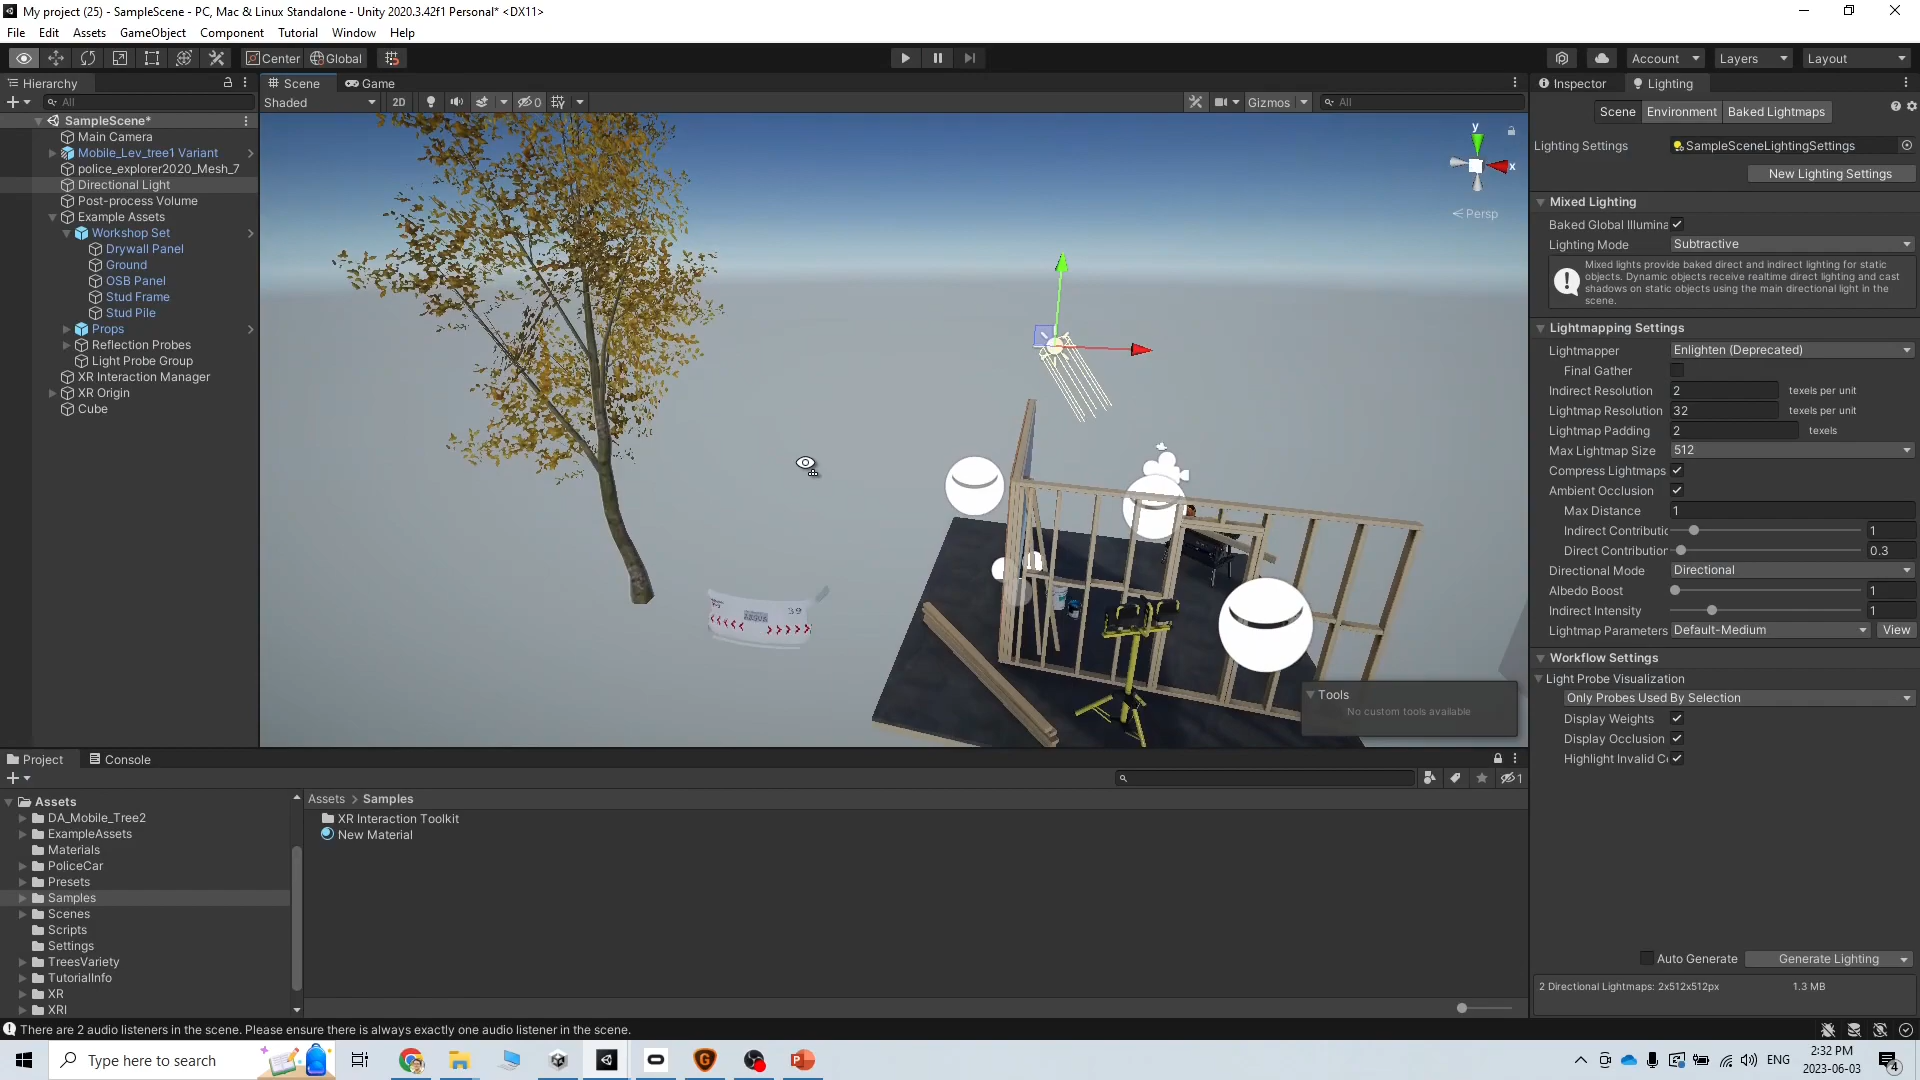 My project (25) - SampleScene - PC, Mac & Linux Standalone - Unity 2020.3.42f1 Personal* <DX11>
File Edit Assets GameObject Component Tutorial Window Help
Center Global Account Layers Layout
Hierarchy Scene Game Inspector Lighting
All Shaded 2D 0 Gizmos All
SampleScene*
Main Camera
Mobile_Lev_tree1 Variant
police_explorer2020_Mesh_7
Directional Light
Post-process Volume
Example Assets
Workshop Set
Drywall Panel
Ground
OSB Panel
Stud Frame
Stud Pile
Props
Reflection Probes
Light Probe Group
XR Interaction Manager
XR Origin
Cube
y
x
Persp
39
Tools
No custom tools available
Scene Environment Baked Lightmaps
Lighting Settings SampleSceneLightingSettings
New Lighting Settings
Mixed Lighting
Baked Global Illumina
Lighting Mode Subtractive
Mixed lights provide baked direct and indirect lighting for static
objects. Dynamic objects receive realtime direct lighting and cast
shadows on static objects using the main directional light in the
scene.
Lightmapping Settings
Lightmapper Enlighten (Deprecated)
Final Gather
Indirect Resolution 2 texels per unit
Lightmap Resolution 32 texels per unit
Lightmap Padding 2 texels
Max Lightmap Size 512
Compress Lightmaps
Ambient Occlusion
Max Distance 1
Indirect Contributic 1
Direct Contribution 0.3
Directional Mode Directional
Albedo Boost 1
Indirect Intensity 1
Lightmap Parameters Default-Medium View
Workflow Settings
Light Probe Visualization
Only Probes Used By Selection
Display Weights
Display Occlusion
Highlight Invalid C
Auto Generate Generate Lighting
2 Directional Lightmaps: 2x512x512px 1.3 MB
Project Console
1
Assets
DA_Mobile_Tree2
ExampleAssets
Materials
PoliceCar
Presets
Samples
Scenes
Scripts
Settings
TreesVariety
TutorialInfo
XR
XRI
Assets > Samples
XR Interaction Toolkit
New Material
There are 2 audio listeners in the scene. Please ensure there is always exactly one audio listener in the scene.
Type here to search
ENG
2:32 PM
2023-06-03
4